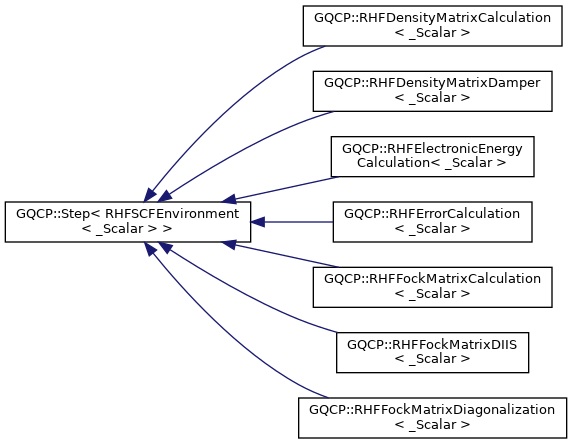 GQCP::RHFDensityMatrixCalculation
< _Scalar >
GQCP::RHFDensityMatrixDamper
< _Scalar >
GQCP::RHFElectronicEnergy
Calculation< _Scalar >
GQCP::Step< RHFSCFEnvironment
< _Scalar > >
GQCP::RHFErrorCalculation
< _Scalar >
GQCP::RHFFockMatrixCalculation
< _Scalar >
GQCP::RHFFockMatrixDIIS
< _Scalar >
GQCP::RHFFockMatrixDiagonalization
< _Scalar >